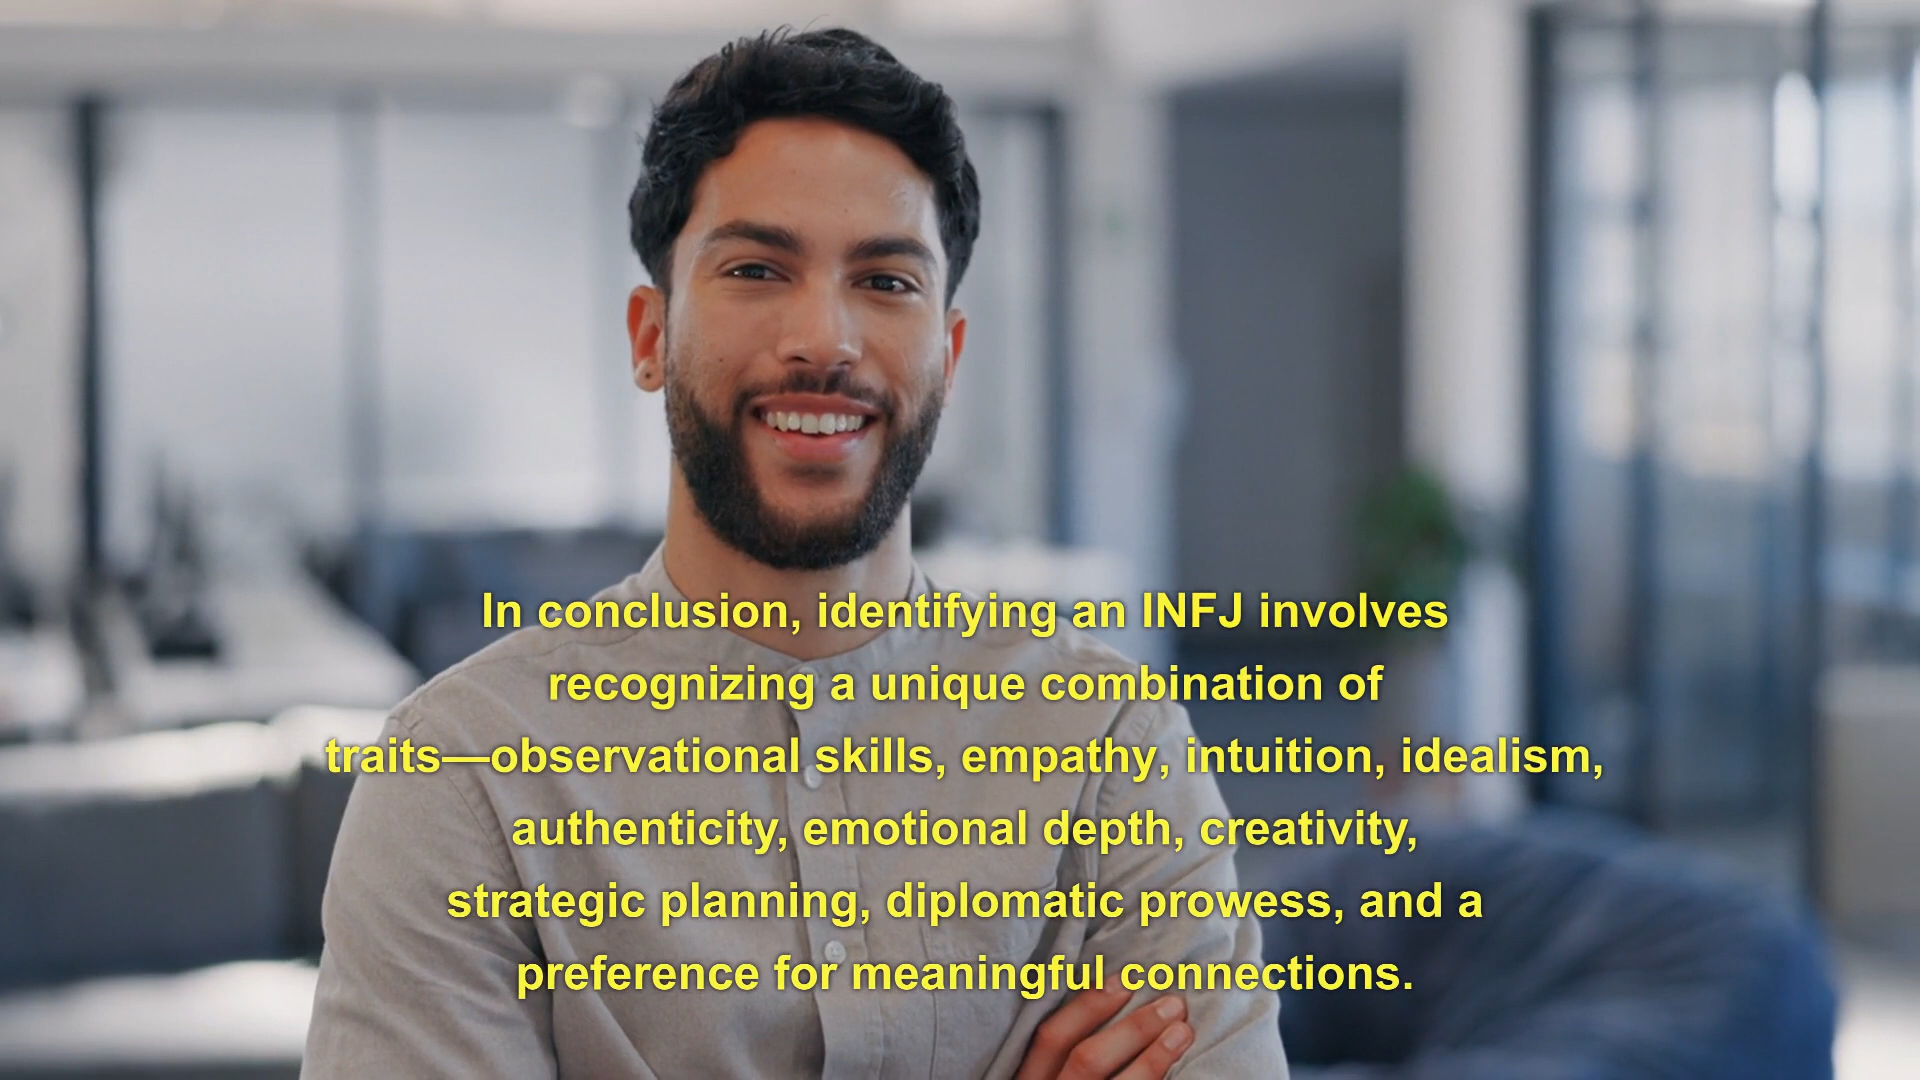 In conclusion, identifying an INFJ involves
recognizing a unique combination of
traits—observational skills, empathy, intuition, idealism,
authenticity, emotional depth, creativity,
strategic planning, diplomatic prowess, and a
preference for meaningful connections.